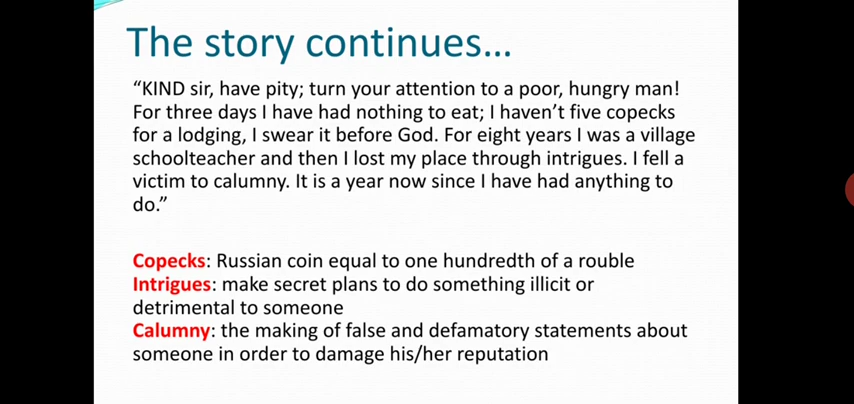 The story continues...
“KIND sir, have pity; turn your attention to a poor, hungry man!
For three days I have had nothing to eat; I haven’t five copecks
for a lodging, I swear it before God. For eight years I was a village
schoolteacher and then I lost my place through intrigues. I fell a
victim to calumny. It is a year now since I have had anything to
do.”
Copecks: Russian coin equal to one hundredth of a rouble
Intrigues: make secret plans to do something illicit or
detrimental to someone
Calumny: the making of false and defamatory statements about
someone in order to damage his/her reputation